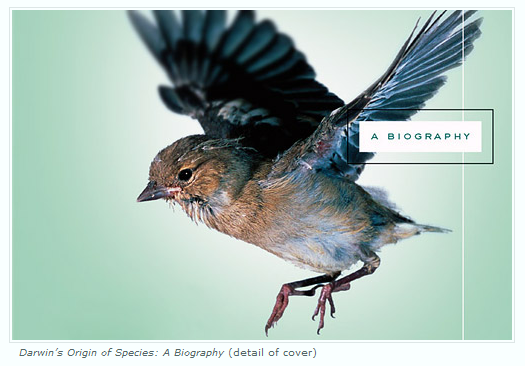 A BIOGRAPHY
Darwin's Origin of Species: A Biography (detail of cover)